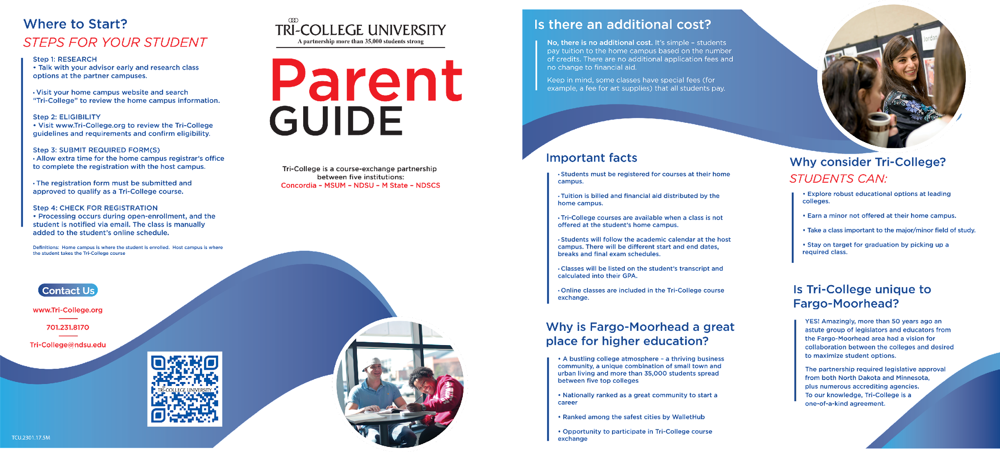 Where to Start?
STEPS FOR YOUR STUDENT
Step 1: RESEARCH
• Talk with your advisor early and research class
options at the partner campuses.
• Visit your home campus website and search
“Tri-College” to review the home campus information.
Step 2: ELIGIBILITY
• Visit www.Tri-College.org to review the Tri-College
guidelines and requirements and confirm eligibility.
Step 3: SUBMIT REQUIRED FORM(S)
• Allow extra time for the home campus registrar’s office
to complete the registration with the host campus.
• The registration form must be submitted and
approved to qualify as a Tri-College course.
Step 4: CHECK FOR REGISTRATION
• Processing occurs during open-enrollment, and the
student is notified via email. The class is manually
added to the student’s online schedule.
Definitions: Home campus is where the student is enrolled. Host campus is where
the student takes the Tri-College course
Contact Us
www.Tri-College.org
701.231.8170
Tri-College@ndsu.edu
TRI-COLLEGE UNIVERSITY
TCU.2301.17.5M
TRI-COLLEGE UNIVERSITY
A partnership more than 35,000 students strong
Parent
GUIDE
Tri-College is a course-exchange partnership
between five institutions:
Concordia – MSUM – NDSU – M State – NDSCS
Is there an additional cost?
No, there is no additional cost. It’s simple – students
pay tuition to the home campus based on the number
of credits. There are no additional application fees and
no change to financial aid.
Keep in mind, some classes have special fees (for
example, a fee for art supplies) that all students pay.
Jordan
Important facts
• Students must be registered for courses at their home
campus.
• Tuition is billed and financial aid distributed by the
home campus.
• Tri-College courses are available when a class is not
offered at the student’s home campus.
• Students will follow the academic calendar at the host
campus. There will be different start and end dates,
breaks and final exam schedules.
• Classes will be listed on the student’s transcript and
calculated into their GPA.
• Online classes are included in the Tri-College course
exchange.
Why is Fargo-Moorhead a great
place for higher education?
• A bustling college atmosphere – a thriving business
community, a unique combination of small town and
urban living and more than 35,000 students spread
between five top colleges
• Nationally ranked as a great community to start a
career
• Ranked among the safest cities by WalletHub
• Opportunity to participate in Tri-College course
exchange
Why consider Tri-College?
STUDENTS CAN:
• Explore robust educational options at leading
colleges.
• Earn a minor not offered at their home campus.
• Take a class important to the major/minor field of study.
• Stay on target for graduation by picking up a
required class.
Is Tri-College unique to
Fargo-Moorhead?
YES! Amazingly, more than 50 years ago an
astute group of legislators and educators from
the Fargo-Moorhead area had a vision for
collaboration between the colleges and desired
to maximize student options.
The partnership required legislative approval
from both North Dakota and Minnesota,
plus numerous accrediting agencies.
To our knowledge, Tri-College is a
one-of-a-kind agreement.